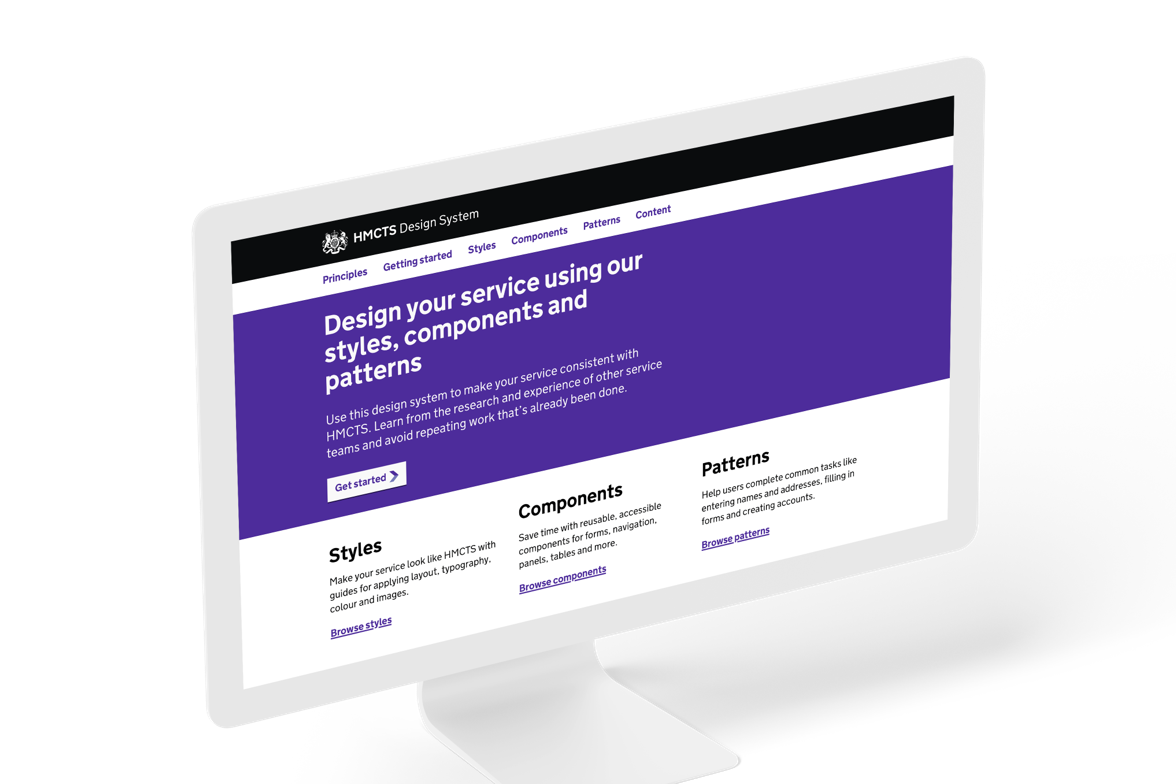 HMCTS Design System
Principles Getting started Styles Components Patterns Content
Design your service using our
styles, components and
patterns
Use this design system to make your service consistent with
HMCTS. Learn from the research and experience of other service
teams and avoid repeating work that's already been done.
Get started
Styles
Make your service look like HMCTS with
guides for applying layout, typography,
colour and images.
Browse styles
Components
Save time with reusable, accessible
components for forms, navigation,
panels, tables and more.
Browse components
Patterns
Help users complete common tasks like
entering names and addresses, filling in
forms and creating accounts.
Browse patterns